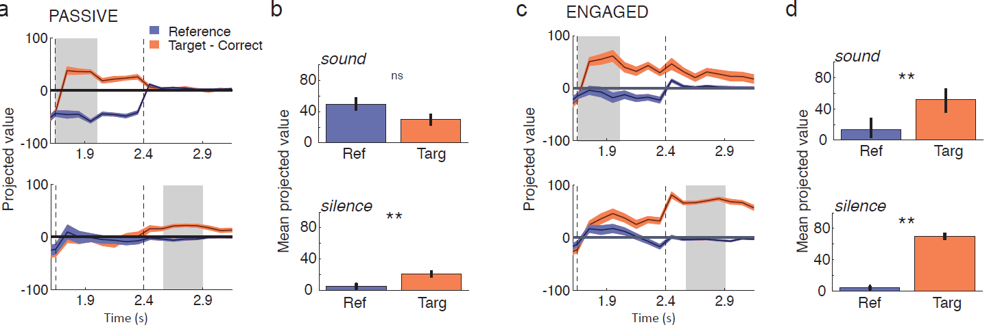 a
PASSIVE
Reference
Target - Correct
100
0
-100
1.9
2.4
2.9
100
0
-100
1.9
2.4
2.9
Projected value
Time (s)
b
sound
ns
80
40
0
Ref
Targ
silence
**
80
40
0
Ref
Targ
Mean projected value
c
ENGAGED
100
0
-100
1.9
2.4
2.9
100
0
-100
1.9
2.4
2.9
Projected value
Time (s)
d
sound
**
80
40
0
Ref
Targ
silence
**
80
40
0
Ref
Targ
Mean projected value